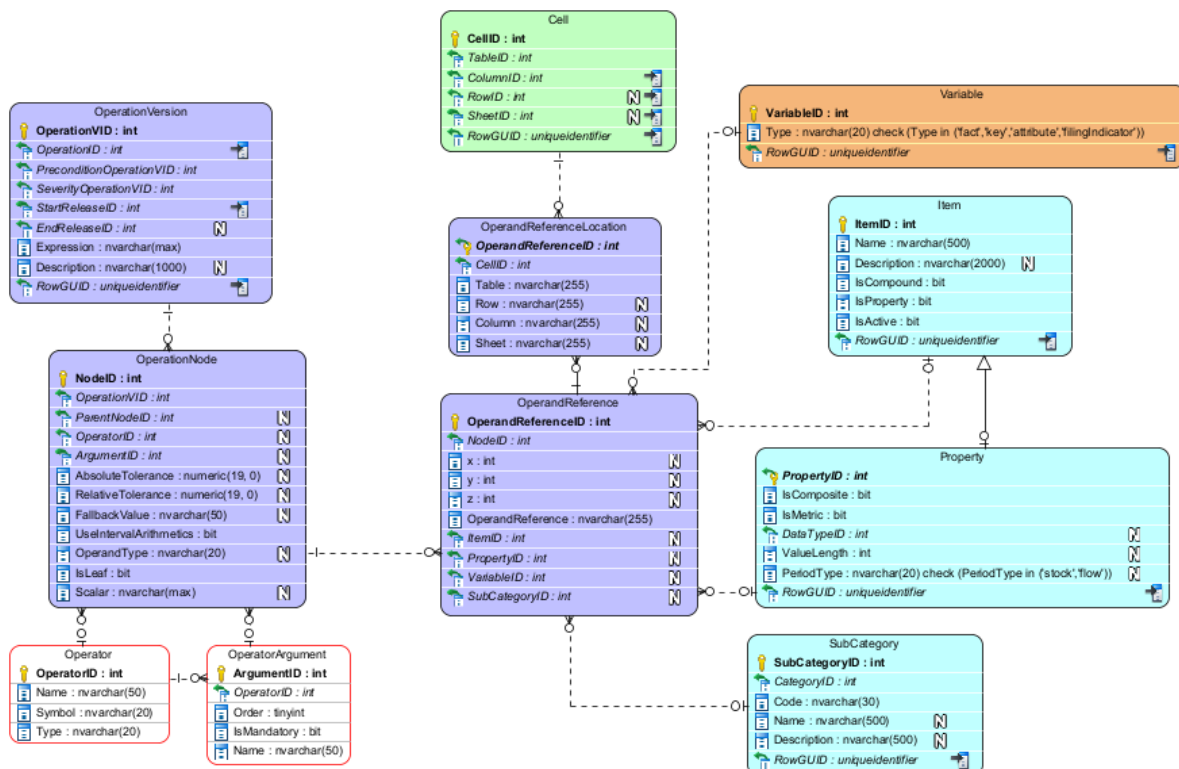 Cell
CellID : int
TableID : int
ColumnID : int
RowID : int
SheetID : int
RowGUID : uniqueidentifier
OperationVersion
OperationVID : int
OperationID : int
PreconditionOperationVID : int
SeverityOperationVID : int
StartReleaseID : int
EndReleaseID : int
Expression : nvarchar(max)
Description : nvarchar(1000)
RowGUID : uniqueidentifier
Variable
VariableID : int
Type : nvarchar(20) check (Type in ('fact','key','attribute','filingIndicator'))
RowGUID : uniqueidentifier
Item
ItemID : int
Name : nvarchar(500)
Description : nvarchar(2000)
IsCompound : bit
IsProperty : bit
IsActive : bit
RowGUID : uniqueidentifier
OperandReferenceLocation
OperandReferenceID : int
CellID : int
Table : nvarchar(255)
Row : nvarchar(255)
Column : nvarchar(255)
Sheet : nvarchar(255)
OperationNode
NodeID : int
OperationVID : int
ParentNodeID : int
OperatorID : int
ArgumentID : int
AbsoluteTolerance : numeric(19, 0)
RelativeTolerance : numeric(19, 0)
FallbackValue : nvarchar(50)
UseIntervalArithmetics : bit
OperandType : nvarchar(20)
IsLeaf : bit
Scalar : nvarchar(max)
OperandReference
OperandReferenceID : int
NodeID : int
x : int
y : int
z : int
OperandReference : nvarchar(255)
ItemID : int
PropertyID : int
VariableID : int
SubCategoryID : int
Property
PropertyID : int
IsComposite : bit
IsMetric : bit
DataTypeID : int
ValueLength : int
PeriodType : nvarchar(20) check (PeriodType in ('stock','flow'))
RowGUID : uniqueidentifier
Operator
OperatorID : int
Name : nvarchar(50)
Symbol : nvarchar(20)
Type : nvarchar(20)
OperatorArgument
ArgumentID : int
OperatorID : int
Order : tinyint
IsMandatory : bit
Name : nvarchar(50)
SubCategory
SubCategoryID : int
CategoryID : int
Code : nvarchar(30)
Name : nvarchar(500)
Description : nvarchar(500)
RowGUID : uniqueidentifier